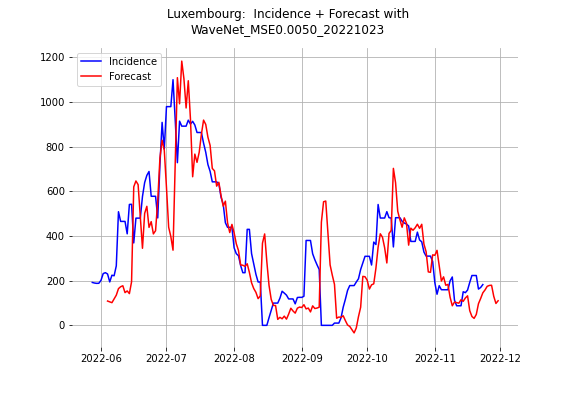 Luxembourg:  Incidence + Forecast with
WaveNet_MSE0.0050_20221023
Incidence
Forecast
1200
1000
800
600
400
200
0
2022-06 2022-07 2022-08 2022-09 2022-10 2022-11 2022-12